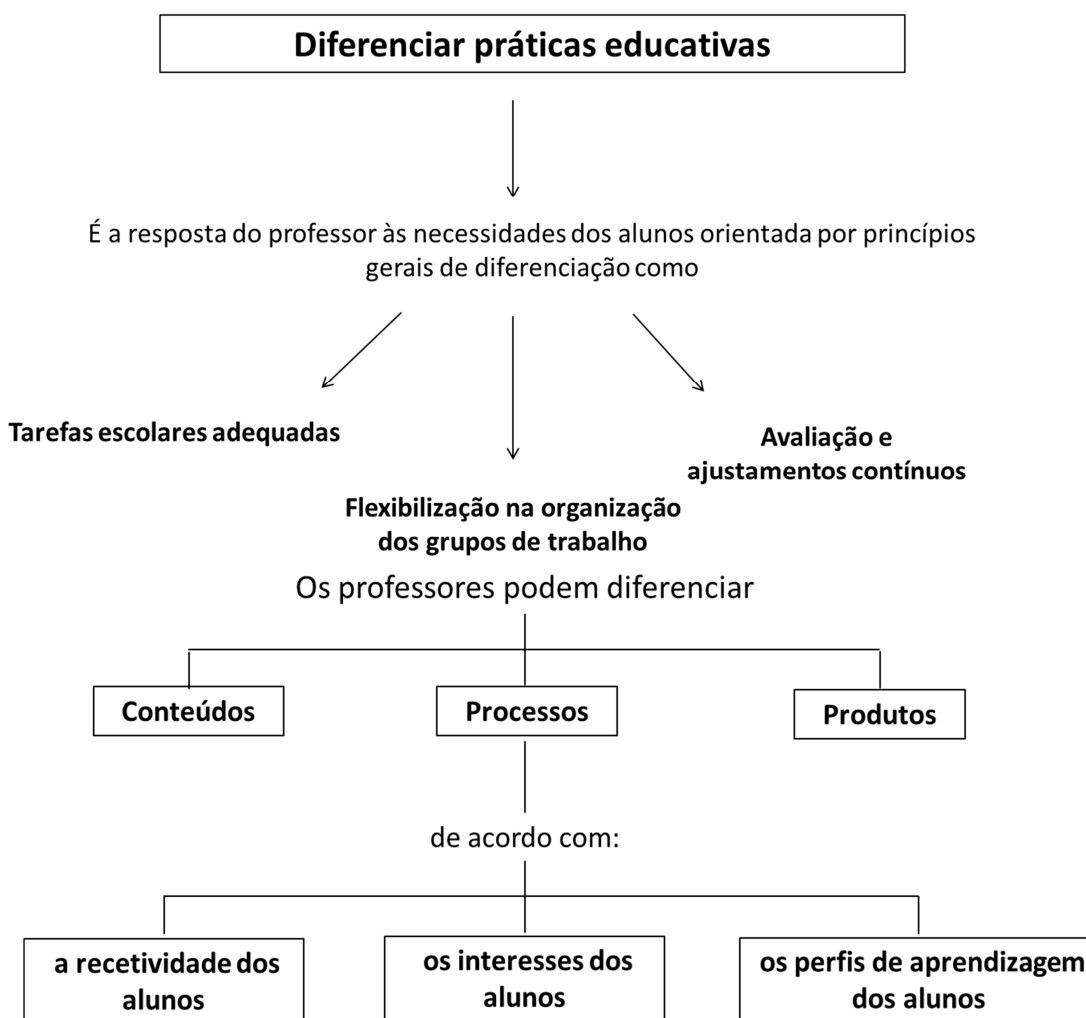 Diferenciar práticas educativas
É a resposta do professor às necessidades dos alunos orientada por princípios
gerais de diferenciação como
Tarefas escolares adequadas
Avaliação e
ajustamentos contínuos
Flexibilização na organização
dos grupos de trabalho
Os professores podem diferenciar
Conteúdos
Processos
Produtos
de acordo com:
a recetividade dos
alunos
os interesses dos
alunos
os perfis de aprendizagem
dos alunos